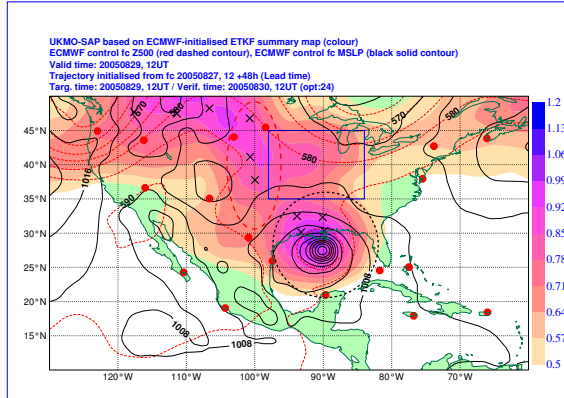 UKMO-SAP based on ECMWF-initialised ETKF summary map (colour)
ECMWF control fc Z500 (red dashed contour), ECMWF control fc MSLP (black solid contour)
Valid time: 20050829, 12UT
Trajectory initialised from fc 20050827, 12 +48h (Lead time)
Targ. time: 20050829, 12UT / Verif. time: 20050830, 12UT (opt:24)
1.2
1.13
1.06
0.99
0.92
0.85
0.78
0.71
0.64
0.57
0.5
45°N
40°N
35°N
30°N
25°N
20°N
15°N
120°W
110°W
100°W
90°W
80°W
70°W
570
580
570
580
580
590
1016
1008
1008
1008